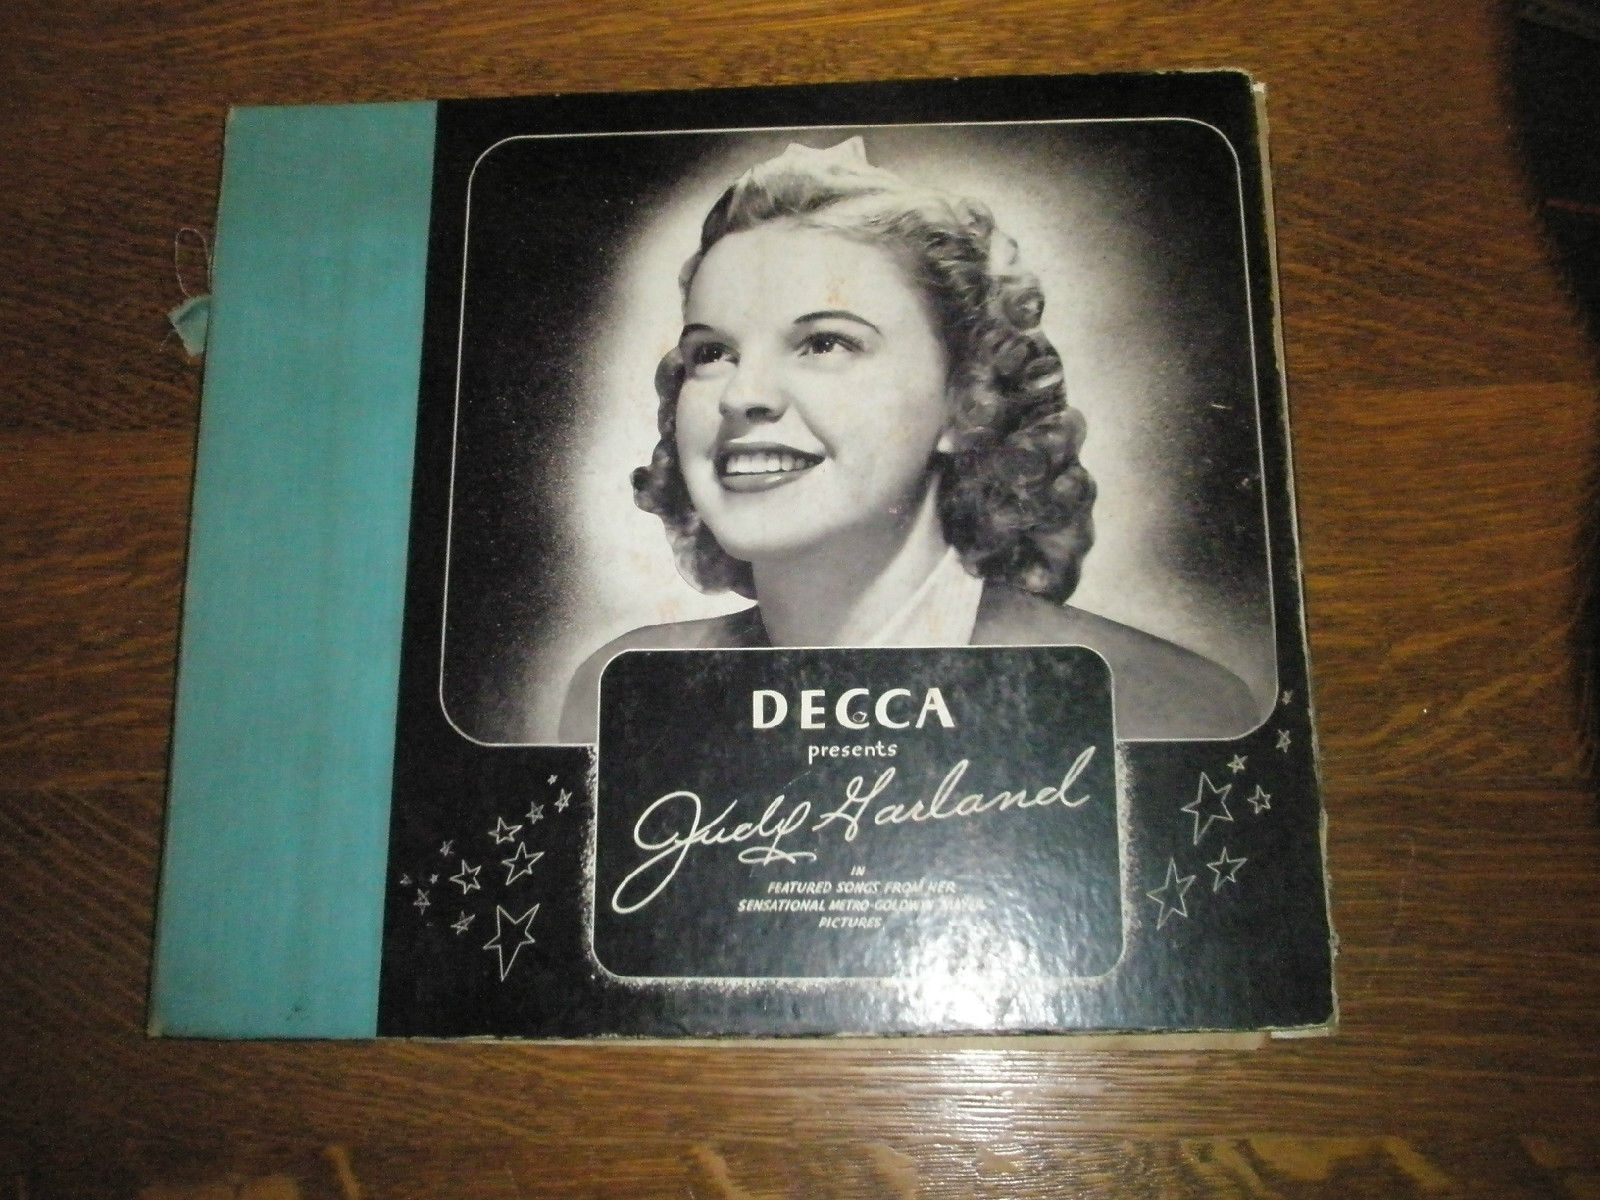 DECCA
presents
Judy Garland
IN
FEATURED SONGS FROM HER
SENSATIONAL METRO-GOLDWYN MAYER
PICTURES